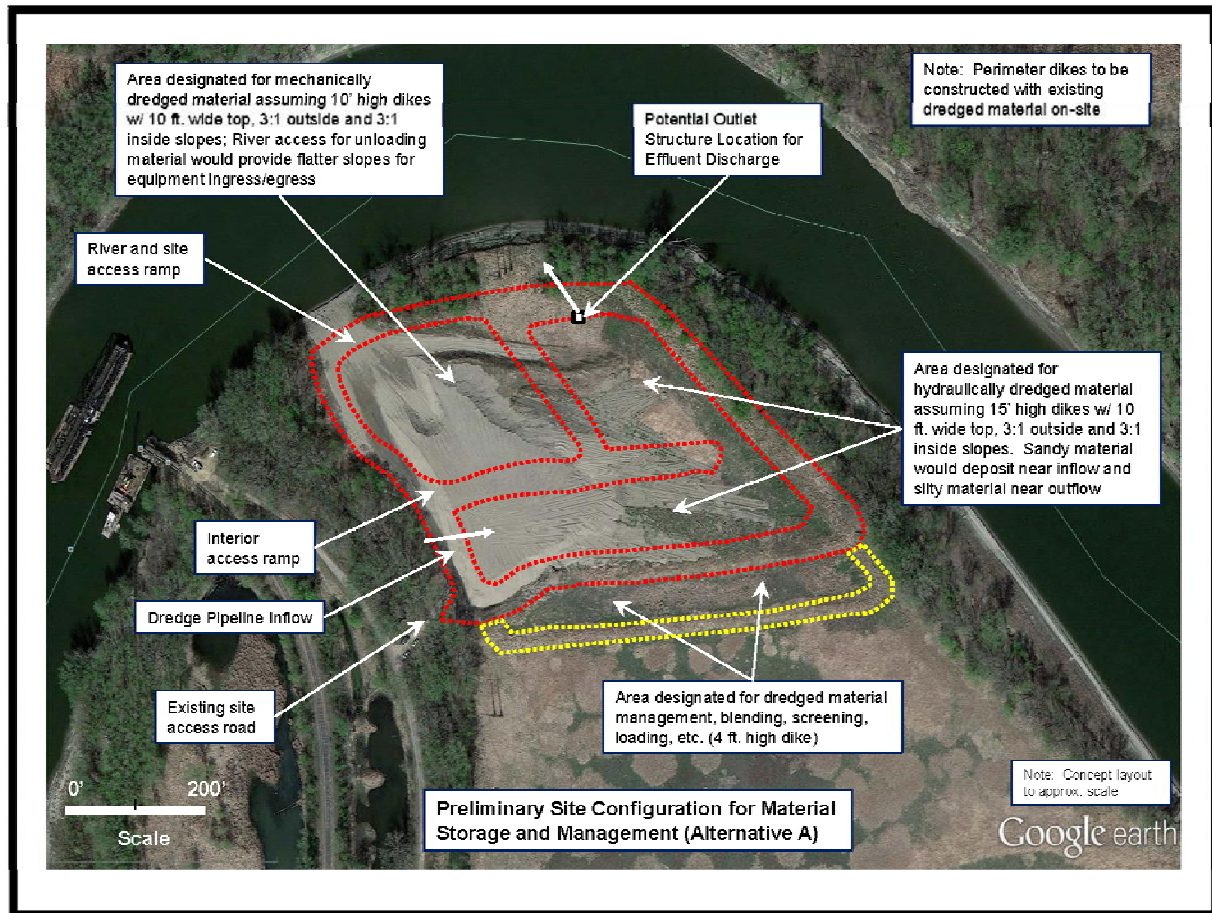 Area designated for mechanically
dredged material assuming 10' high dikes
w/ 10 ft. wide top, 3:1 outside and 3:1
inside slopes; River access for unloading
material would provide flatter slopes for
equipment ingress/egress
Potential Outlet
Structure Location for
Effluent Discharge
Note: Perimeter dikes to be
constructed with existing
dredged material on-site
River and site
access ramp
Area designated for
hydraulically dredged material
assuming 15' high dikes w/ 10
ft. wide top, 3:1 outside and 3:1
inside slopes. Sandy material
would deposit near inflow and
silty material near outflow
Interior
access ramp
Dredge Pipeline Inflow
Existing site
access road
Area designated for dredged material
management, blending, screening,
loading, etc. (4 ft. high dike)
0' 200'
Scale
Preliminary Site Configuration for Material
Storage and Management (Alternative A)
Note: Concept layout
to approx. scale
Google earth